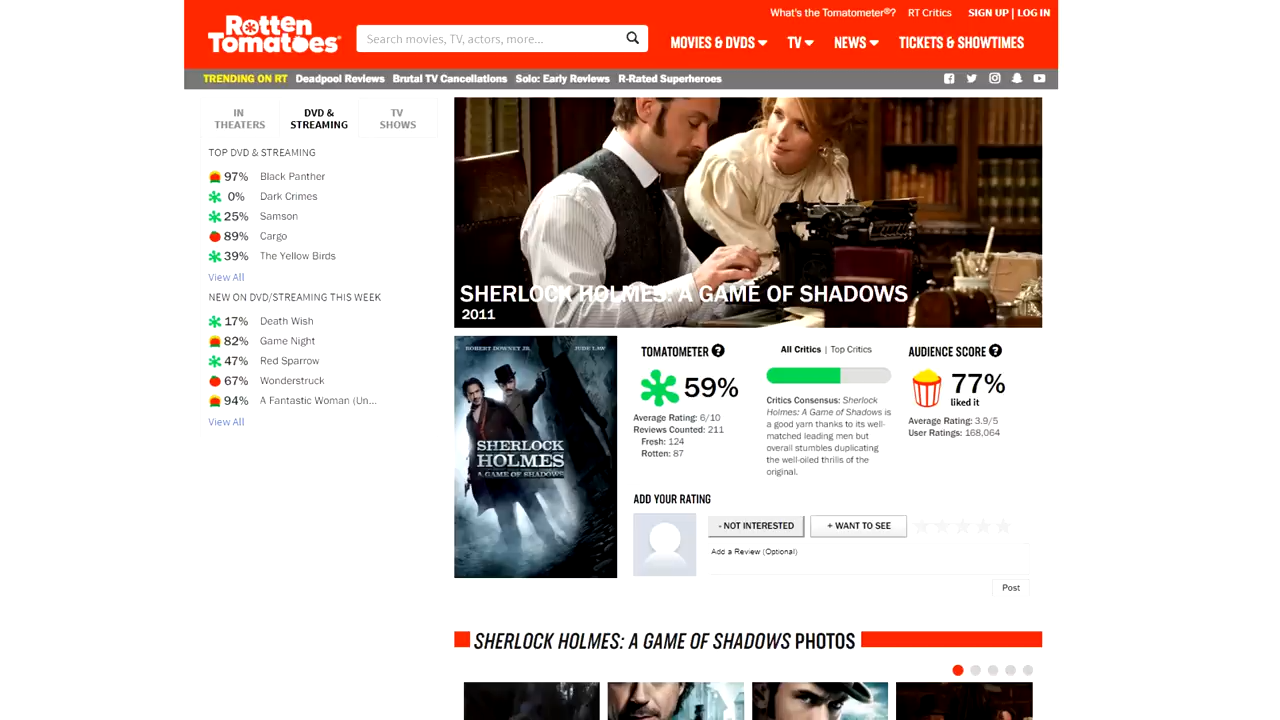 What's the Tomatometer®? RT Critics SIGN UP | LOG IN
Rotten Tomatoes®
Search movies, TV, actors, more...
MOVIES & DVDS TV NEWS TICKETS & SHOWTIMES
TRENDING ON RT Deadpool Reviews Brutal TV Cancellations Solo: Early Reviews R-Rated Superheroes
IN THEATERS
DVD & STREAMING
TV SHOWS
TOP DVD & STREAMING
97% Black Panther
0% Dark Crimes
25% Samson
89% Cargo
39% The Yellow Birds
View All
NEW ON DVD/STREAMING THIS WEEK
17% Death Wish
82% Game Night
47% Red Sparrow
67% Wonderstruck
94% A Fantastic Woman (Un...
View All
SHERLOCK HOLMES: A GAME OF SHADOWS
2011
ROBERT DOWNEY JR. JUDE LAW
SHERLOCK
HOLMES
A GAME OF SHADOWS
TOMATOMETER ?
59%
Average Rating: 6/10
Reviews Counted: 211
Fresh: 124
Rotten: 87
All Critics | Top Critics
Critics Consensus: Sherlock
Holmes: A Game of Shadows is
a good yarn thanks to its well-
matched leading men but
overall stumbles duplicating
the well-oiled thrills of the
original.
AUDIENCE SCORE ?
77%
liked it
Average Rating: 3.9/5
User Ratings: 168,064
ADD YOUR RATING
- NOT INTERESTED + WANT TO SEE
Add a Review (Optional)
Post
SHERLOCK HOLMES: A GAME OF SHADOWS PHOTOS